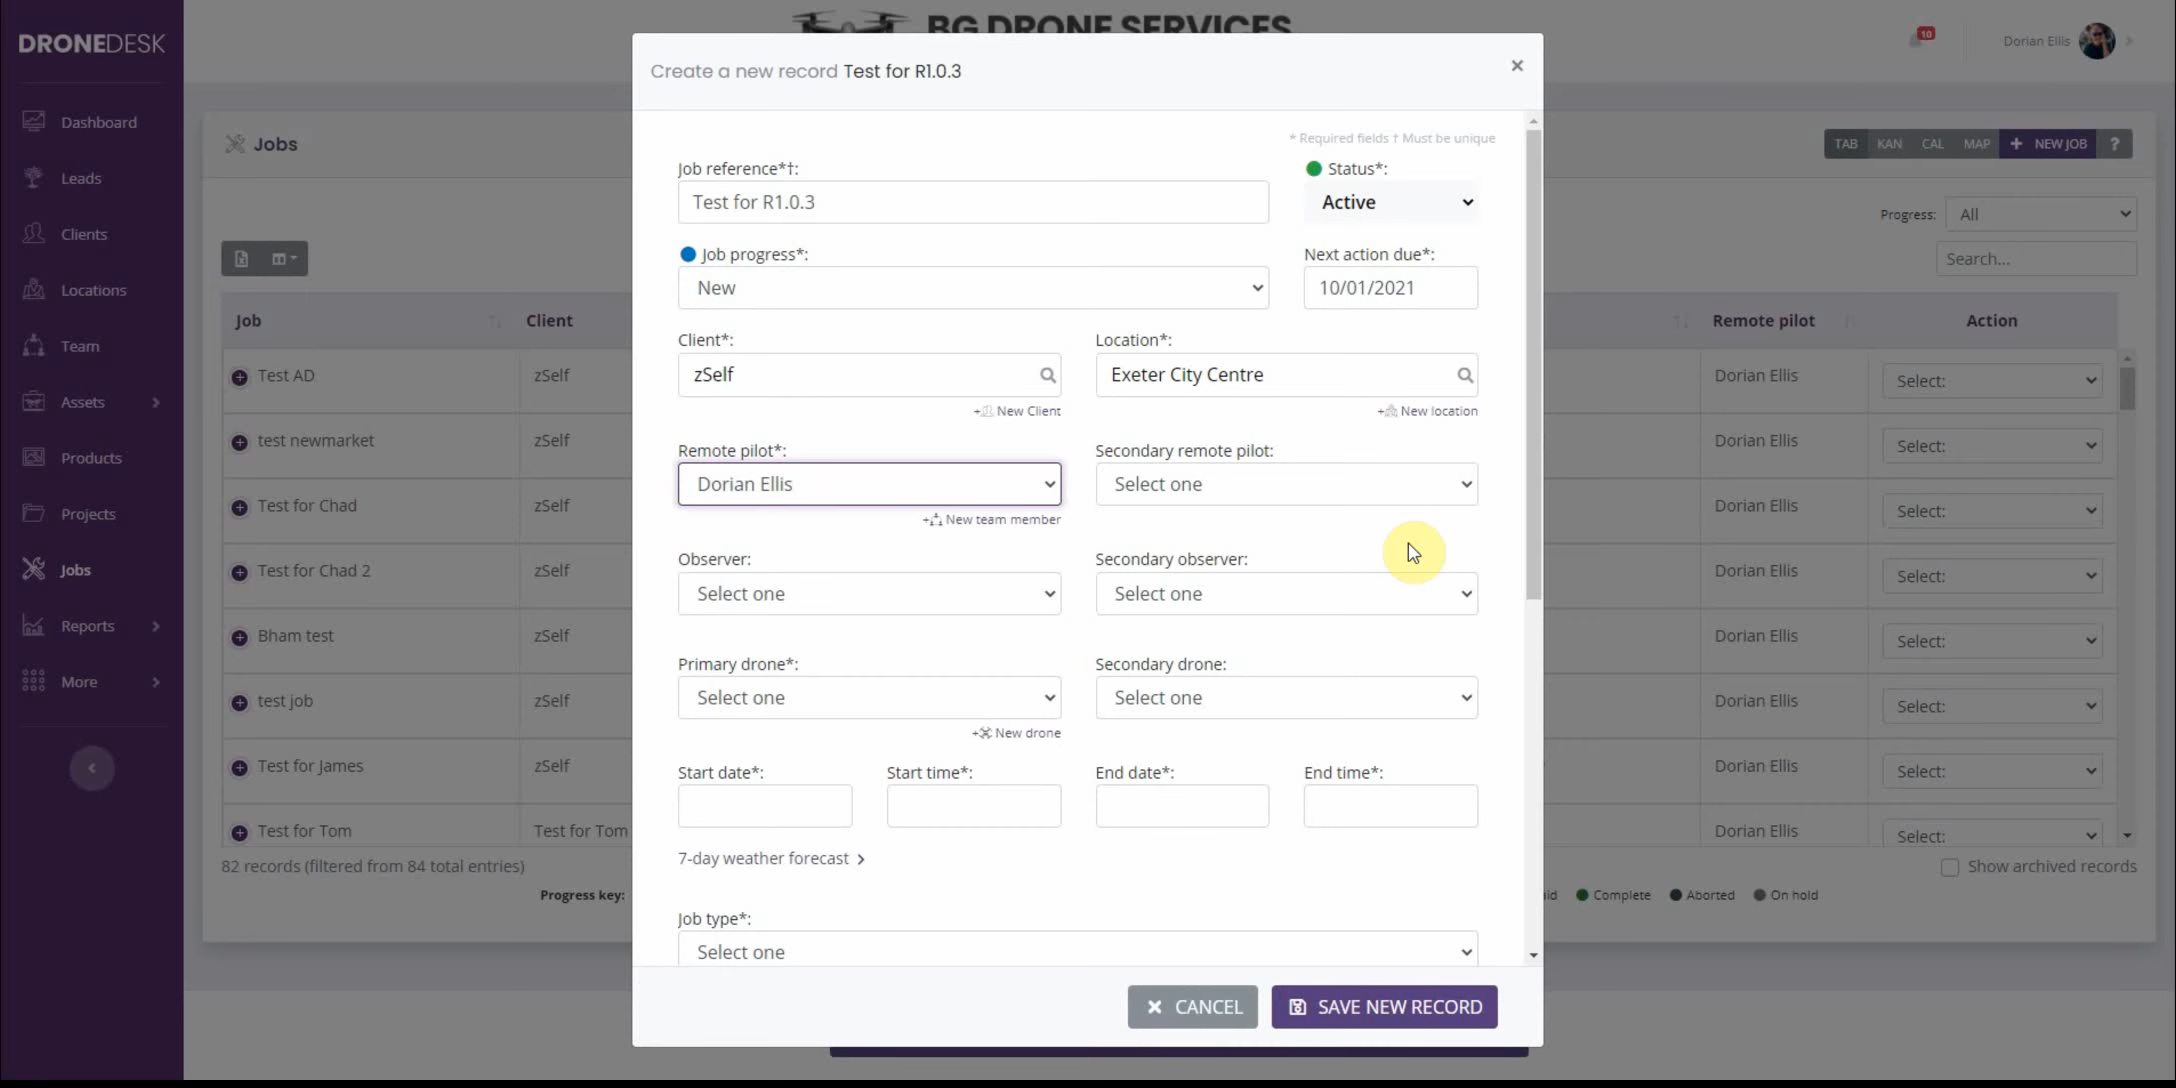 DRONEDESK
Dashboard
Leads
Clients
Locations
Team
Assets
Products
Projects
Jobs
Reports
More
BG DRONE SERVICES
10
Dorian Ellis
Jobs
TAB KAN CAL MAP + NEW JOB ?
Progress: All
Search...
Job Client Remote pilot Action
Test AD zSelf Dorian Ellis Select:
test newmarket zSelf Dorian Ellis Select:
Test for Chad zSelf Dorian Ellis Select:
Test for Chad 2 zSelf Dorian Ellis Select:
Bham test zSelf Dorian Ellis Select:
test job zSelf Dorian Ellis Select:
Test for James zSelf Dorian Ellis Select:
Test for Tom Test for Tom Dorian Ellis Select:
82 records (filtered from 84 total entries)
Show archived records
Progress key:
Complete Aborted On hold
Create a new record Test for R1.0.3 ×
* Required fields † Must be unique
Job reference*†: Status*:
Test for R1.0.3 Active
Job progress*: Next action due*:
New 10/01/2021
Client*: Location*:
zSelf Exeter City Centre
+ New Client + New location
Remote pilot*: Secondary remote pilot:
Dorian Ellis Select one
+ New team member
Observer: Secondary observer:
Select one Select one
Primary drone*: Secondary drone:
Select one Select one
+ New drone
Start date*: Start time*: End date*: End time*:
7-day weather forecast >
Job type*:
Select one
CANCEL SAVE NEW RECORD